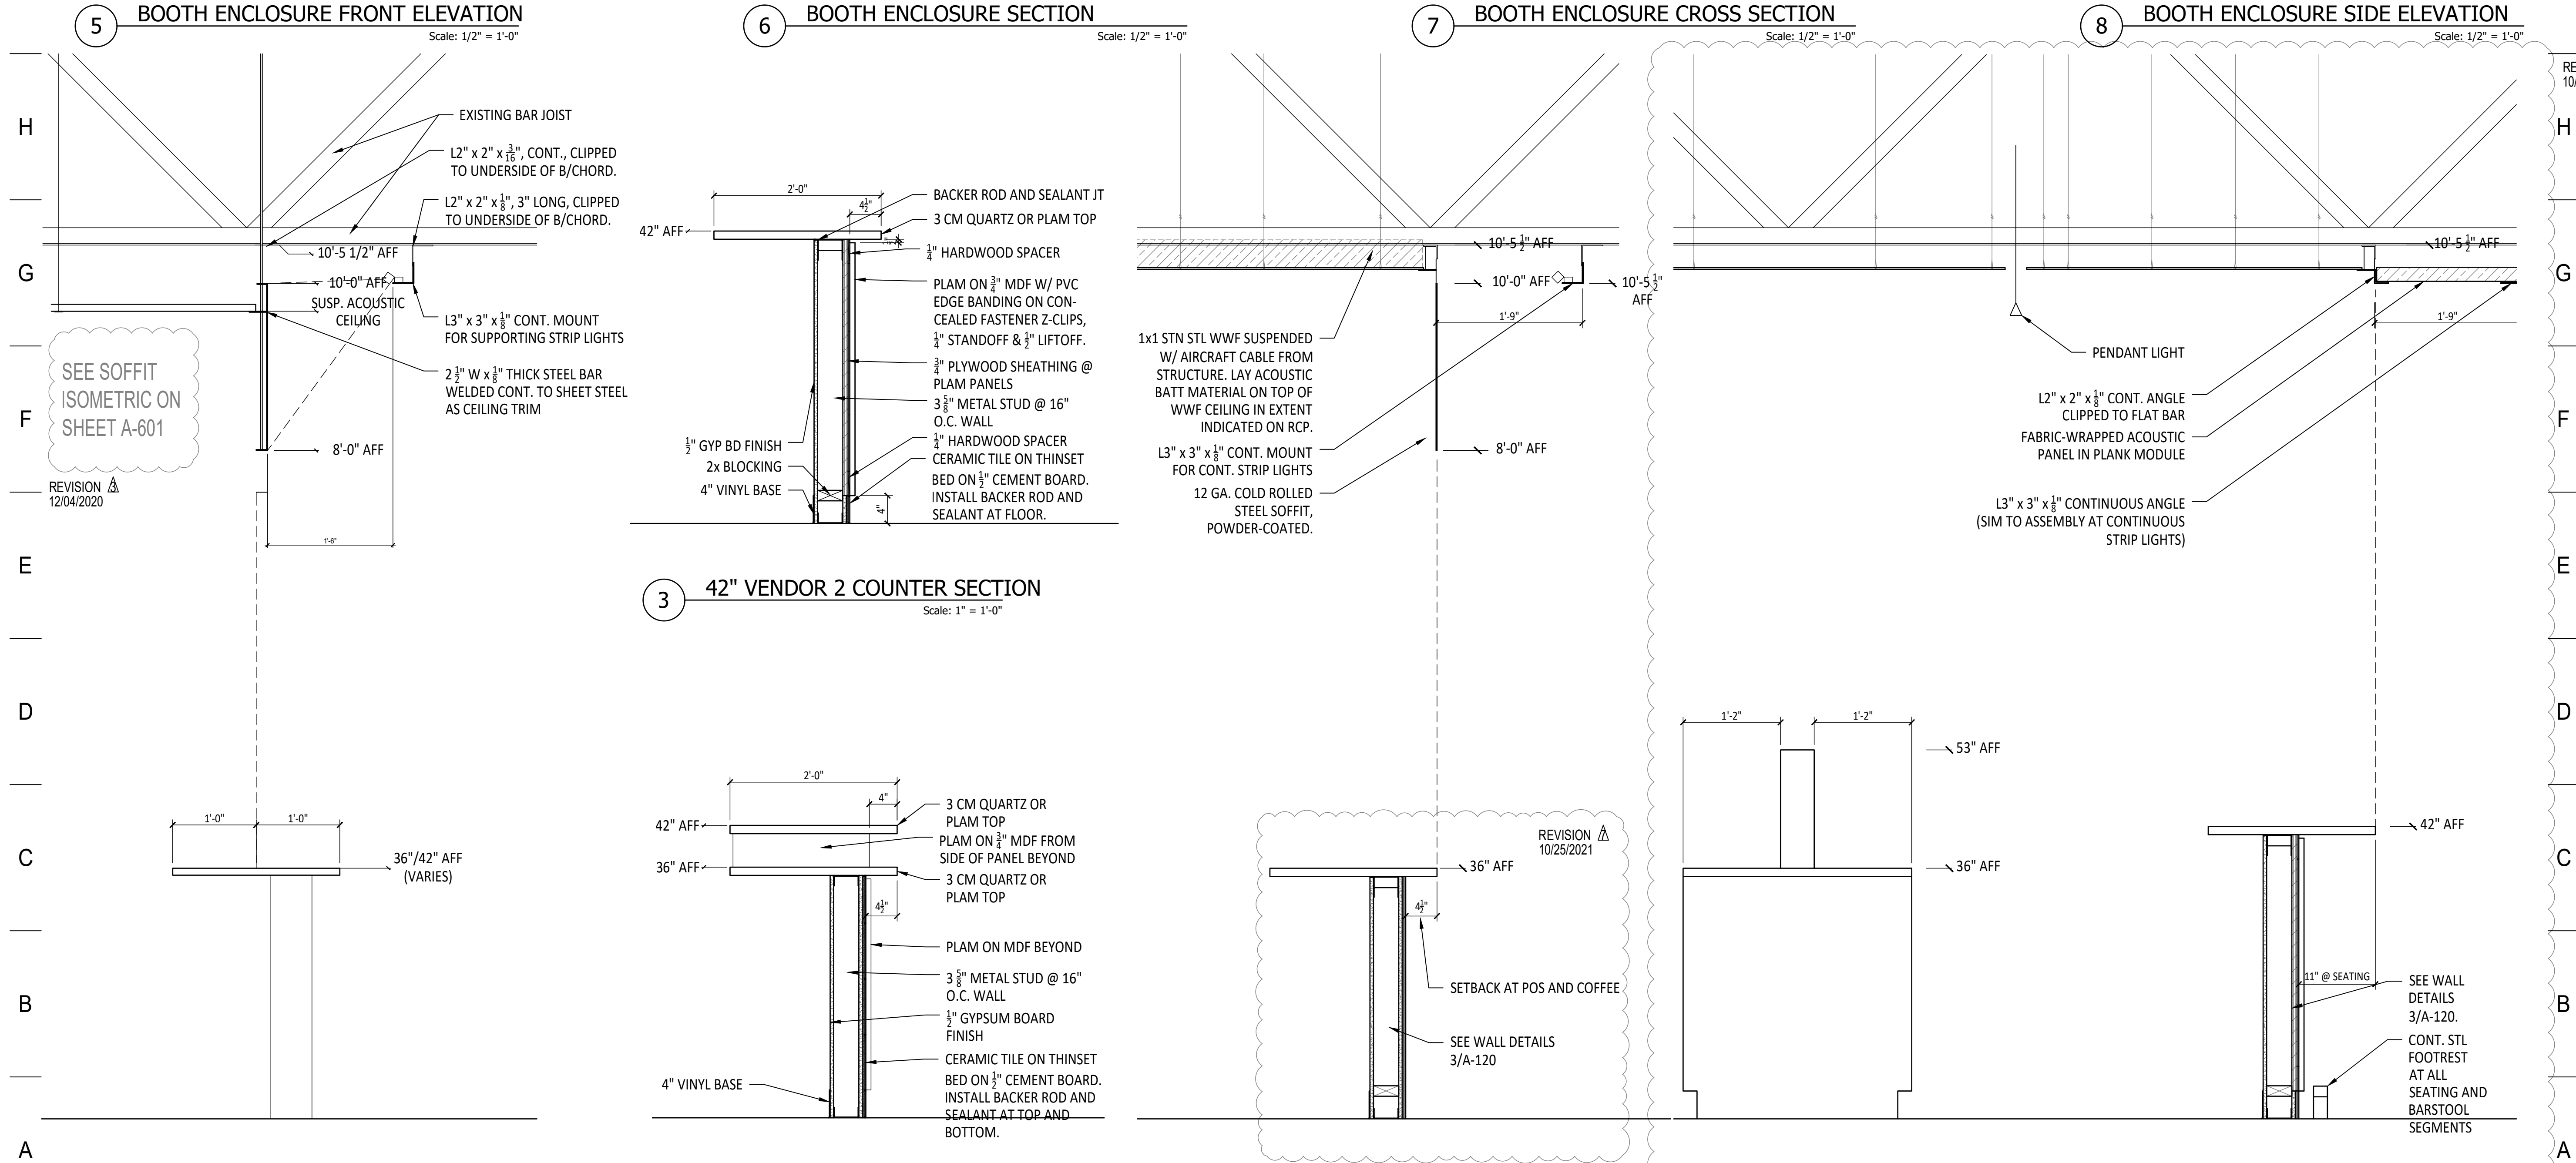 5
BOOTH ENCLOSURE FRONT ELEVATION
Scale: 1/2" = 1'-0"
6
BOOTH ENCLOSURE SECTION
Scale: 1/2" = 1'-0"
7
BOOTH ENCLOSURE CROSS SECTION
Scale: 1/2" = 1'-0"
8
BOOTH ENCLOSURE SIDE ELEVATION
Scale: 1/2" = 1'-0"
H
G
F
E
D
C
B
A
EXISTING BAR JOIST
L2" x 2" x 3/16", CONT., CLIPPED
TO UNDERSIDE OF B/CHORD.
L2" x 2" x 1/8", 3" LONG, CLIPPED
TO UNDERSIDE OF B/CHORD.
10'-5 1/2" AFF
10'-0" AFF
SUSP. ACOUSTIC
CEILING
L3" x 3" x 1/8" CONT. MOUNT
FOR SUPPORTING STRIP LIGHTS
2 1/2" W x 1/8" THICK STEEL BAR
WELDED CONT. TO SHEET STEEL
AS CEILING TRIM
8'-0" AFF
SEE SOFFIT
ISOMETRIC ON
SHEET A-601
REVISION 3
12/04/2020
1'-6"
1'-0"
1'-0"
36"/42" AFF
(VARIES)
2'-0"
4 1/2"
42" AFF
BACKER ROD AND SEALANT JT
3 CM QUARTZ OR PLAM TOP
1/4" HARDWOOD SPACER
PLAM ON 3/4" MDF W/ PVC
EDGE BANDING ON CON-
CEALED FASTENER Z-CLIPS,
1/4" STANDOFF & 1/2" LIFTOFF.
3/4" PLYWOOD SHEATHING @
PLAM PANELS
3 5/8" METAL STUD @ 16"
O.C. WALL
1/4" HARDWOOD SPACER
CERAMIC TILE ON THINSET
BED ON 1/2" CEMENT BOARD.
INSTALL BACKER ROD AND
SEALANT AT FLOOR.
1/2" GYP BD FINISH
2x BLOCKING
4" VINYL BASE
4"
3
42" VENDOR 2 COUNTER SECTION
Scale: 1" = 1'-0"
2'-0"
4"
42" AFF
36" AFF
3 CM QUARTZ OR
PLAM TOP
PLAM ON 3/4" MDF FROM
SIDE OF PANEL BEYOND
3 CM QUARTZ OR
PLAM TOP
4 1/2"
PLAM ON MDF BEYOND
3 5/8" METAL STUD @ 16"
O.C. WALL
1/2" GYPSUM BOARD
FINISH
CERAMIC TILE ON THINSET
BED ON 1/2" CEMENT BOARD.
INSTALL BACKER ROD AND
SEALANT AT TOP AND
BOTTOM.
4" VINYL BASE
10'-5 1/2" AFF
10'-0" AFF
10'-5 1/2"
AFF
1'-9"
1x1 STN STL WWF SUSPENDED
W/ AIRCRAFT CABLE FROM
STRUCTURE. LAY ACOUSTIC
BATT MATERIAL ON TOP OF
WWF CEILING IN EXTENT
INDICATED ON RCP.
L3" x 3" x 1/8" CONT. MOUNT
FOR CONT. STRIP LIGHTS
12 GA. COLD ROLLED
STEEL SOFFIT,
POWDER-COATED.
8'-0" AFF
REVISION 7
10/25/2021
36" AFF
4 1/2"
SETBACK AT POS AND COFFEE
SEE WALL DETAILS
3/A-120
10'-5 1/2" AFF
1'-9"
PENDANT LIGHT
L2" x 2" x 1/8" CONT. ANGLE
CLIPPED TO FLAT BAR
FABRIC-WRAPPED ACOUSTIC
PANEL IN PLANK MODULE
L3" x 3" x 1/8" CONTINUOUS ANGLE
(SIM TO ASSEMBLY AT CONTINUOUS
STRIP LIGHTS)
1'-2"
1'-2"
53" AFF
36" AFF
42" AFF
11" @ SEATING
SEE WALL
DETAILS
3/A-120.
CONT. STL
FOOTREST
AT ALL
SEATING AND
BARSTOOL
SEGMENTS
H
G
F
E
D
C
B
A